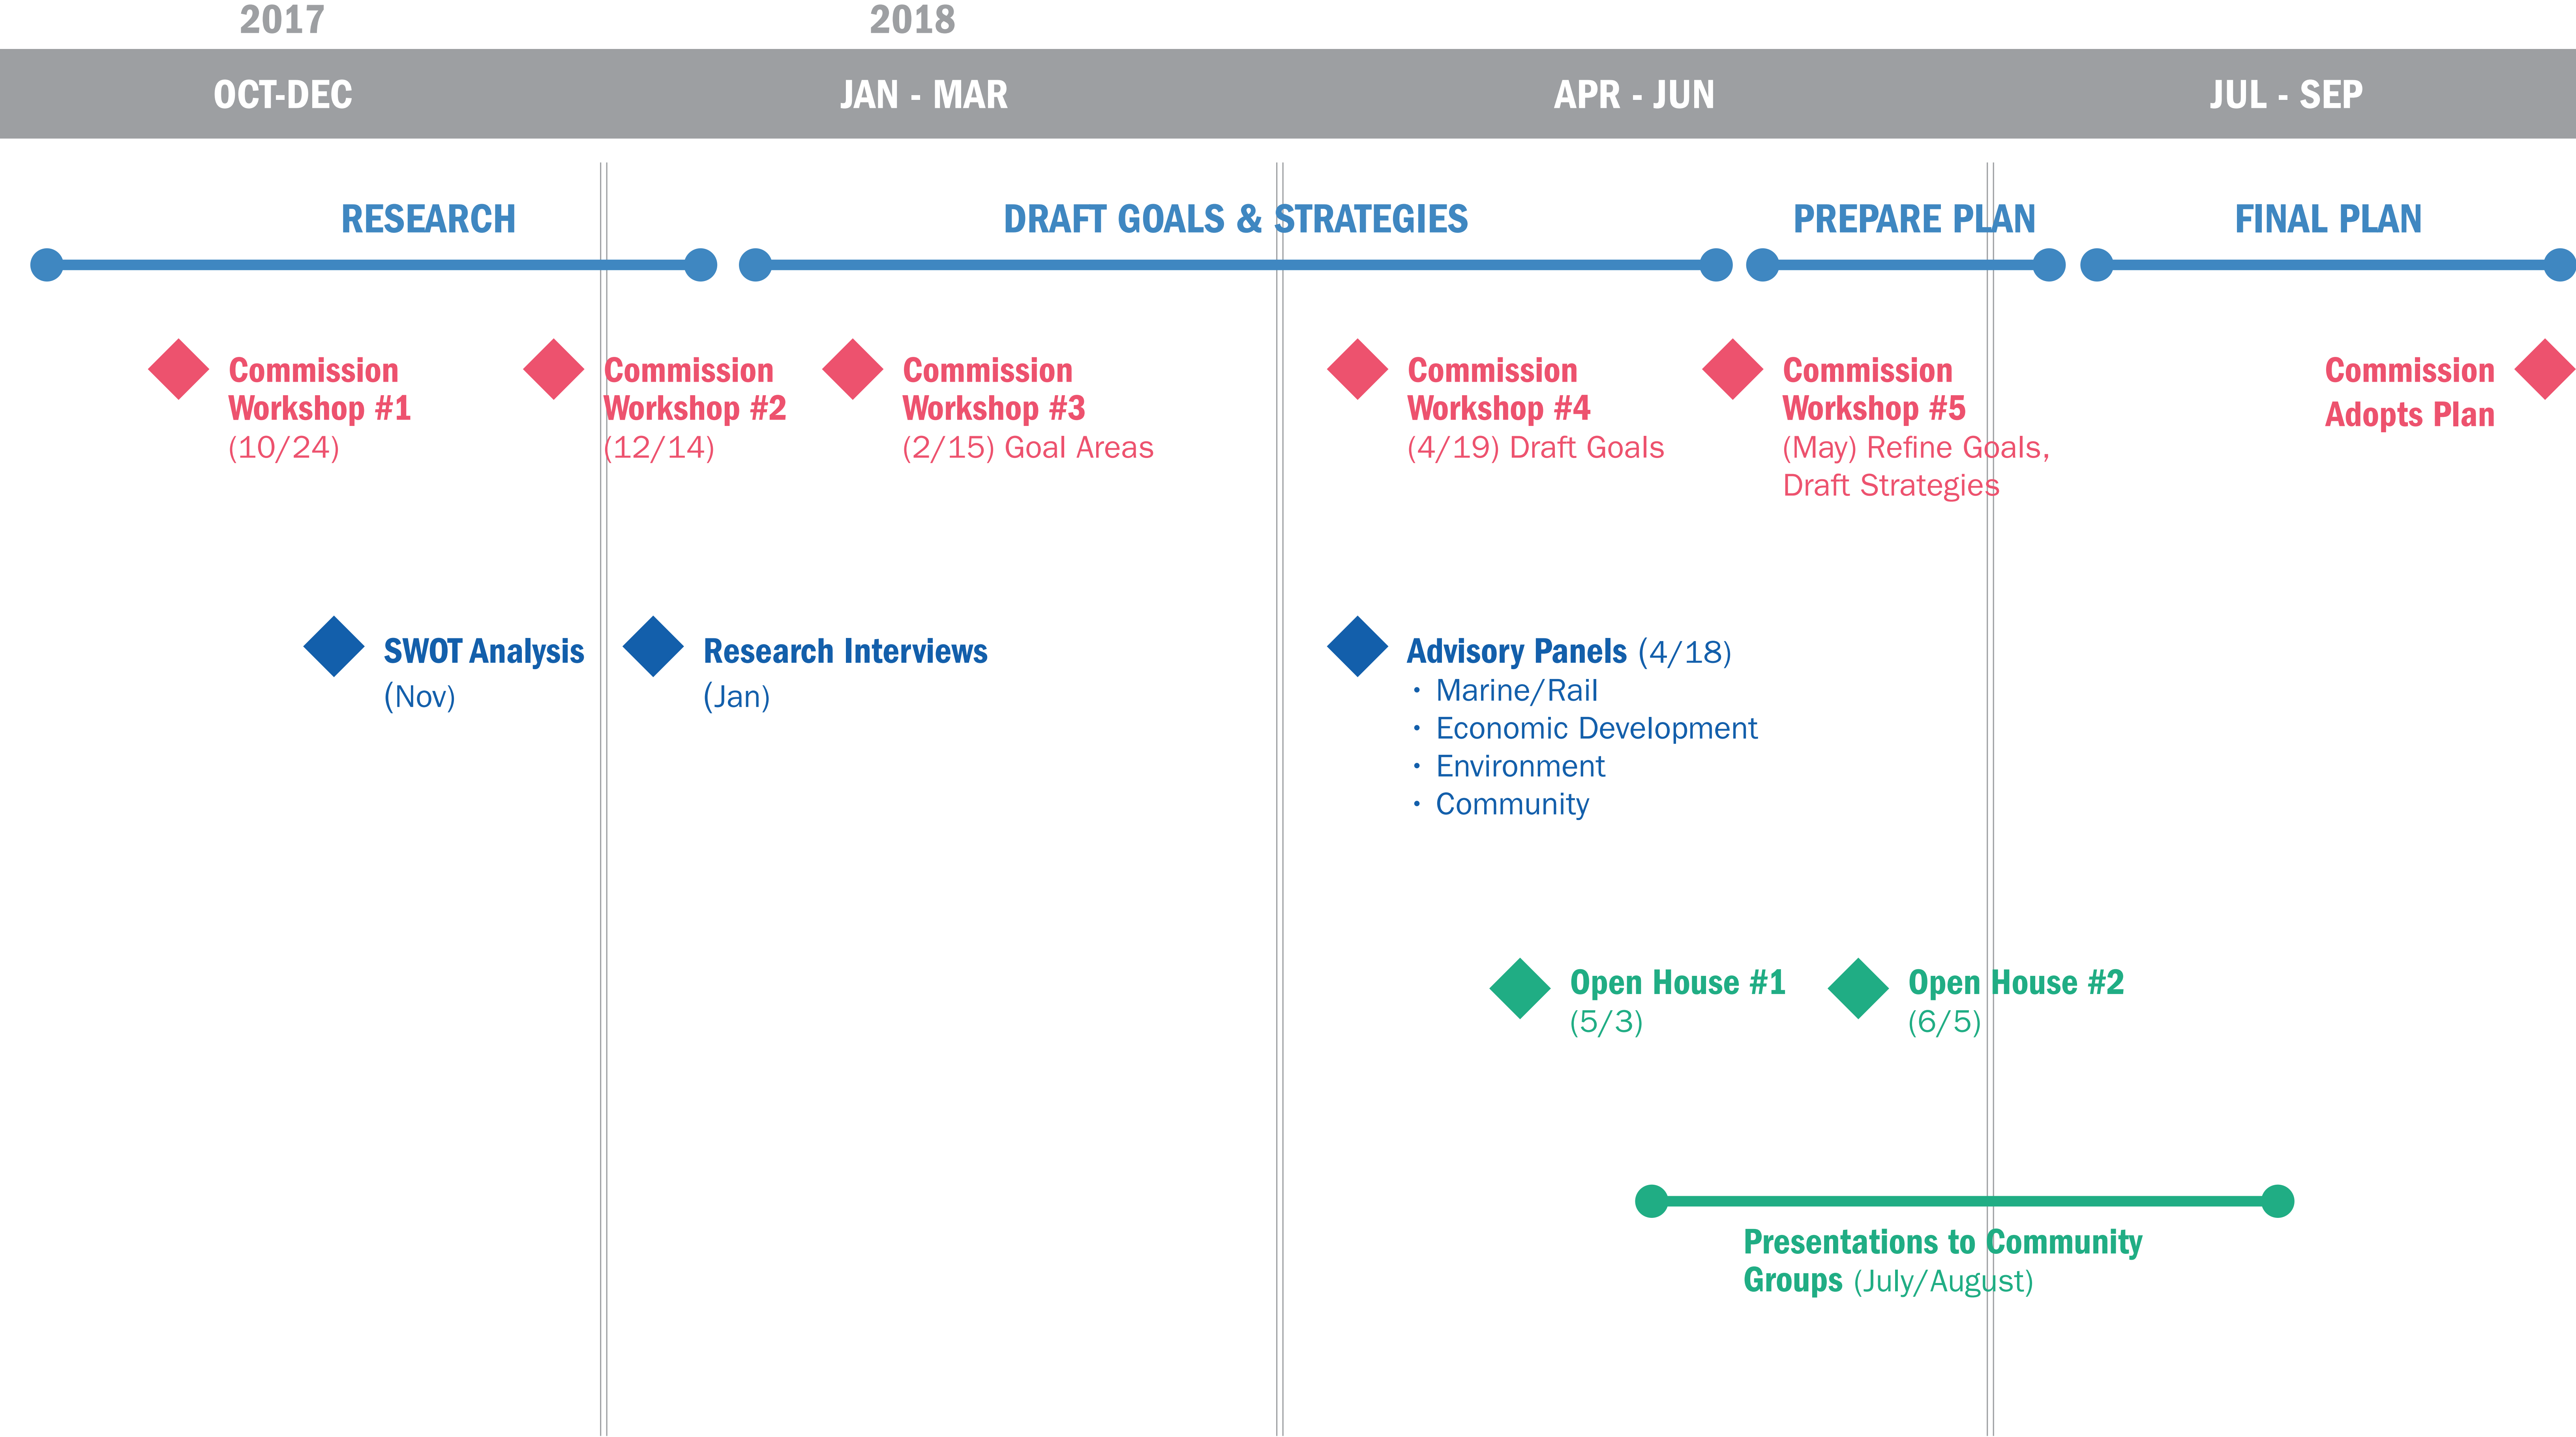 2017
2018
OCT-DEC
JAN - MAR
APR - JUN
JUL - SEP
RESEARCH
DRAFT GOALS & STRATEGIES
PREPARE PLAN
FINAL PLAN
Commission
Workshop #1
(10/24)
Commission
Workshop #2
(12/14)
Commission
Workshop #3
(2/15) Goal Areas
Commission
Workshop #4
(4/19) Draft Goals
Commission
Workshop #5
(May) Refine Goals,
Draft Strategies
Commission
Adopts Plan
SWOT Analysis
(Nov)
Research Interviews
(Jan)
Advisory Panels (4/18)
• Marine/Rail
• Economic Development
• Environment
• Community
Open House #1
(5/3)
Open House #2
(6/5)
Presentations to Community
Groups (July/August)